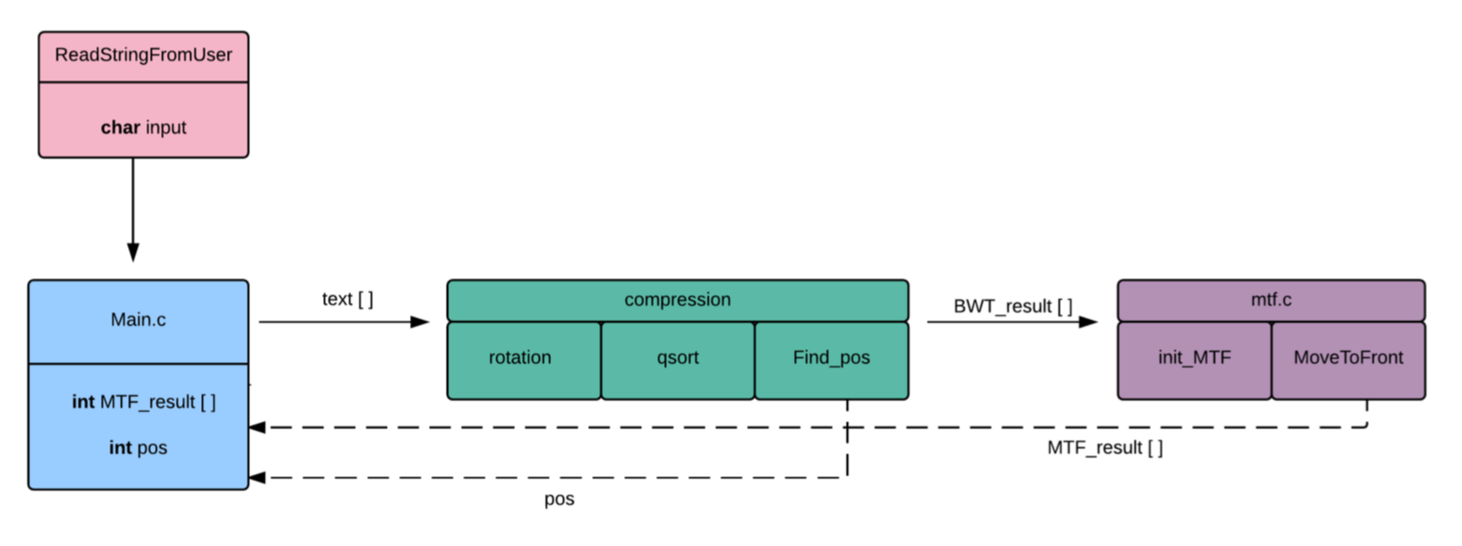 ReadStringFromUser
char input
Main.c
int MTF_result [ ]
int pos
text [ ]
compression
rotation
qsort
Find_pos
BWT_result [ ]
mtf.c
init_MTF
MoveToFront
MTF_result [ ]
pos